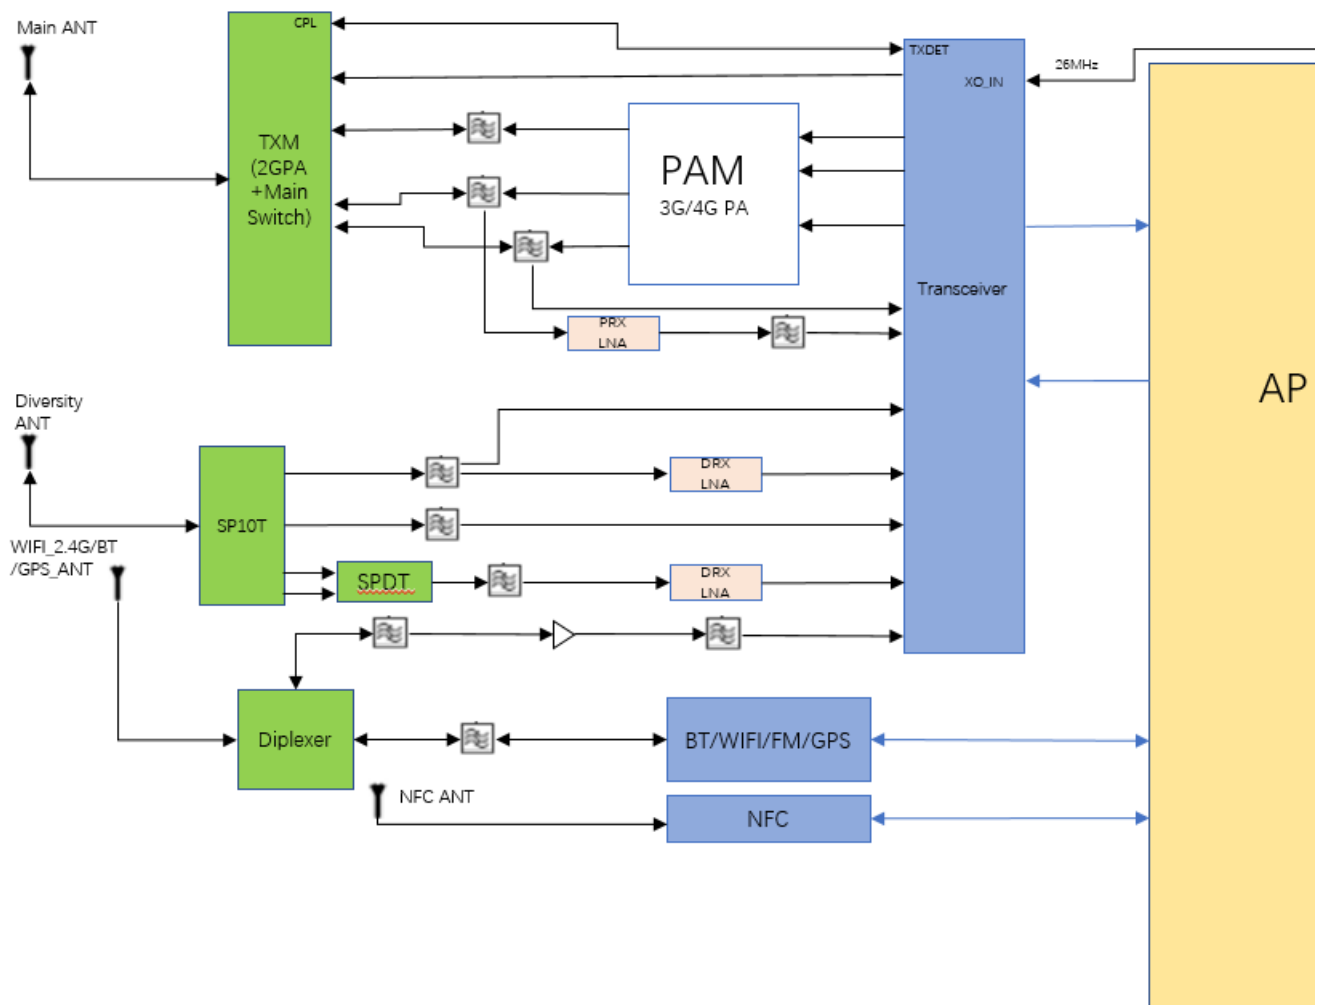 Main ANT
CPL
TXM
(2GPA
+Main
Switch)
PAM
3G/4G PA
TXDET
XO_IN
26MHz
Transceiver
AP
PRX
LNA
Diversity
ANT
SP10T
DRX
LNA
WIFI_2.4G/BT
/GPS_ANT
SPDT
DRX
LNA
Diplexer
BT/WIFI/FM/GPS
NFC ANT
NFC